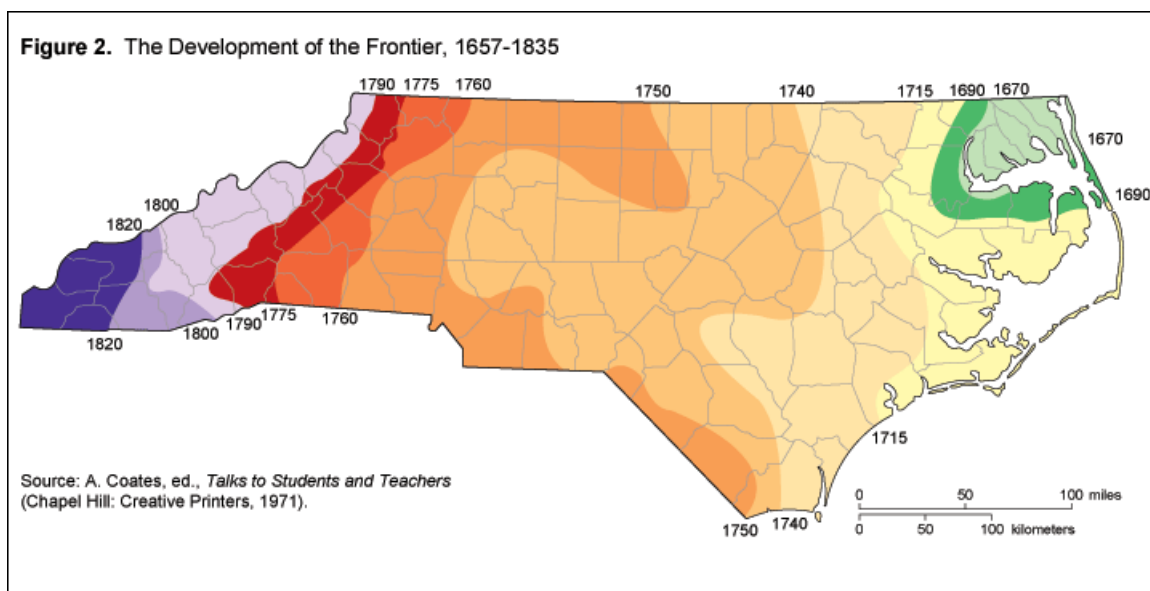 Figure 2. The Development of the Frontier, 1657-1835
1790 1775 1760 1750 1740 1715 1690 1670
1670
1690
1800
1820
1820
1800
1790
1775
1760
1715
1750
1740
Source: A. Coates, ed., Talks to Students and Teachers
(Chapel Hill: Creative Printers, 1971).
0 50 100 miles
0 50 100 kilometers